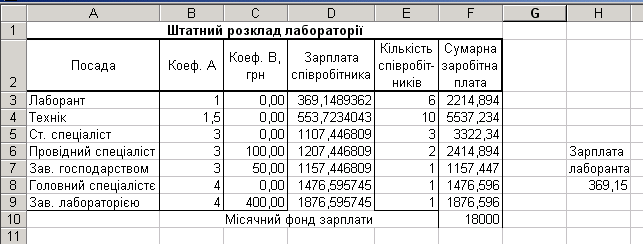 A B C D E F G H
1 Штатний розклад лабораторії
2 Посада Коеф. А Коеф. В, грн Зарплата співробітника Кількість співробіт-ників Сумарна заробітна плата
3 Лаборант 1 0,00 369,1489362 6 2214,894
4 Технік 1,5 0,00 553,7234043 10 5537,234
5 Ст. спеціаліст 3 0,00 1107,446809 3 3322,34
6 Провідний спеціаліст 3 100,00 1207,446809 2 2414,894 Зарплата
7 Зав. господарством 3 50,00 1157,446809 1 1157,447 лаборанта
8 Головний спеціалістє 4 0,00 1476,595745 1 1476,596 369,15
9 Зав. лабораторією 4 400,00 1876,595745 1 1876,596
10 Місячний фонд зарплати 18000
11